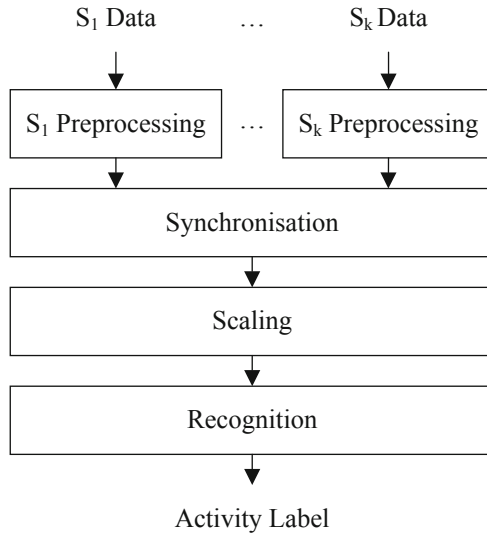 S₁ Data … Sₖ Data
S₁ Preprocessing … Sₖ Preprocessing
Synchronisation
Scaling
Recognition
Activity Label